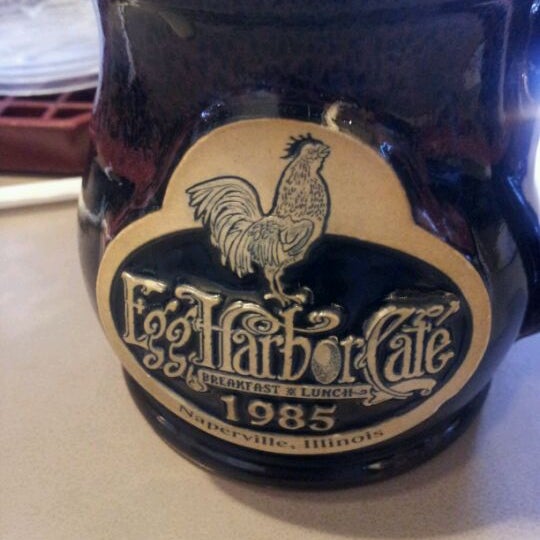 Egg Harbor Café
BREAKFAST LUNCH
1985
Naperville, Illinois